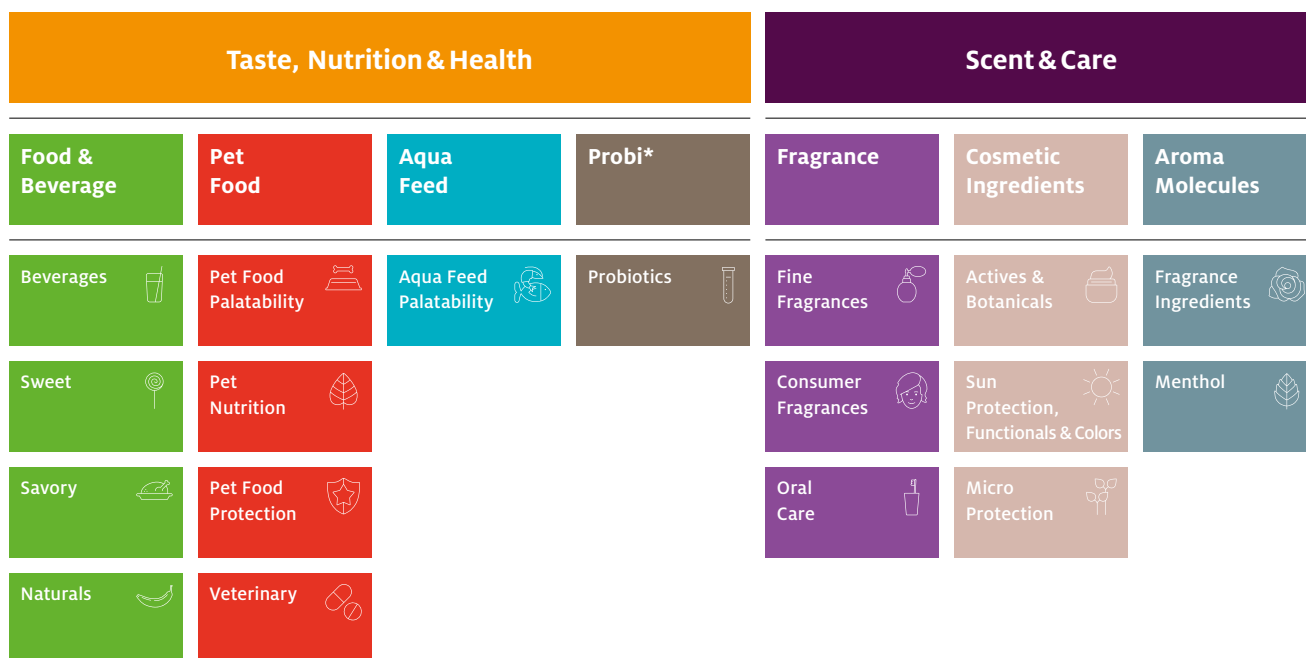 Taste, Nutrition & Health
Scent & Care
Food &
Beverage
Pet
Food
Aqua
Feed
Probi*
Fragrance
Cosmetic
Ingredients
Aroma
Molecules
Beverages
Pet Food
Palatability
Aqua Feed
Palatability
Probiotics
Fine
Fragrances
Actives &
Botanicals
Fragrance
Ingredients
Sweet
Pet
Nutrition
Consumer
Fragrances
Sun
Protection,
Functionals & Colors
Menthol
Savory
Pet Food
Protection
Oral
Care
Micro
Protection
Naturals
Veterinary